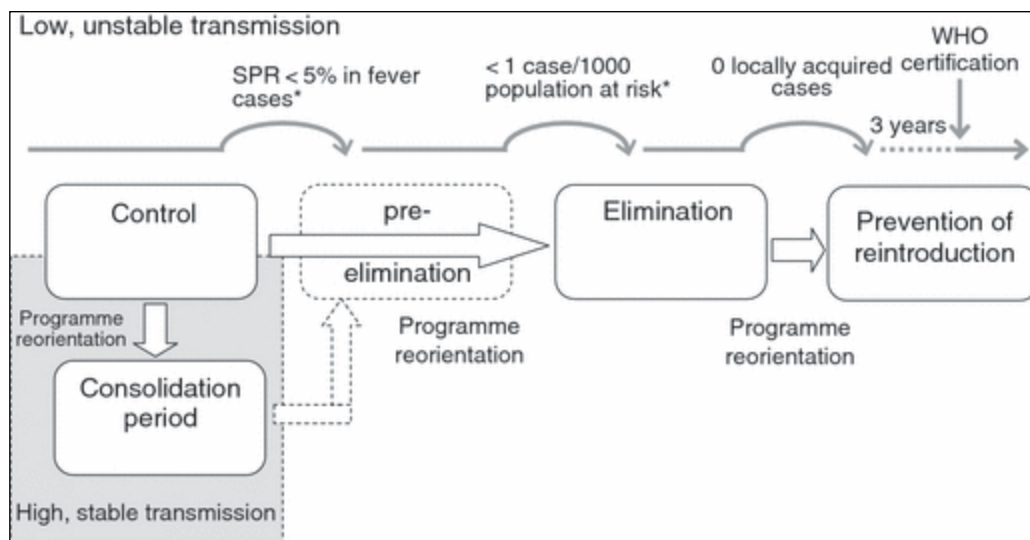 Low, unstable transmission
WHO
certification
SPR < 5% in fever
cases*
< 1 case/1000
population at risk*
0 locally acquired
cases
3 years
Control
pre-
elimination
Elimination
Prevention of
reintroduction
Programme
reorientation
Programme
reorientation
Programme
reorientation
Consolidation
period
High, stable transmission